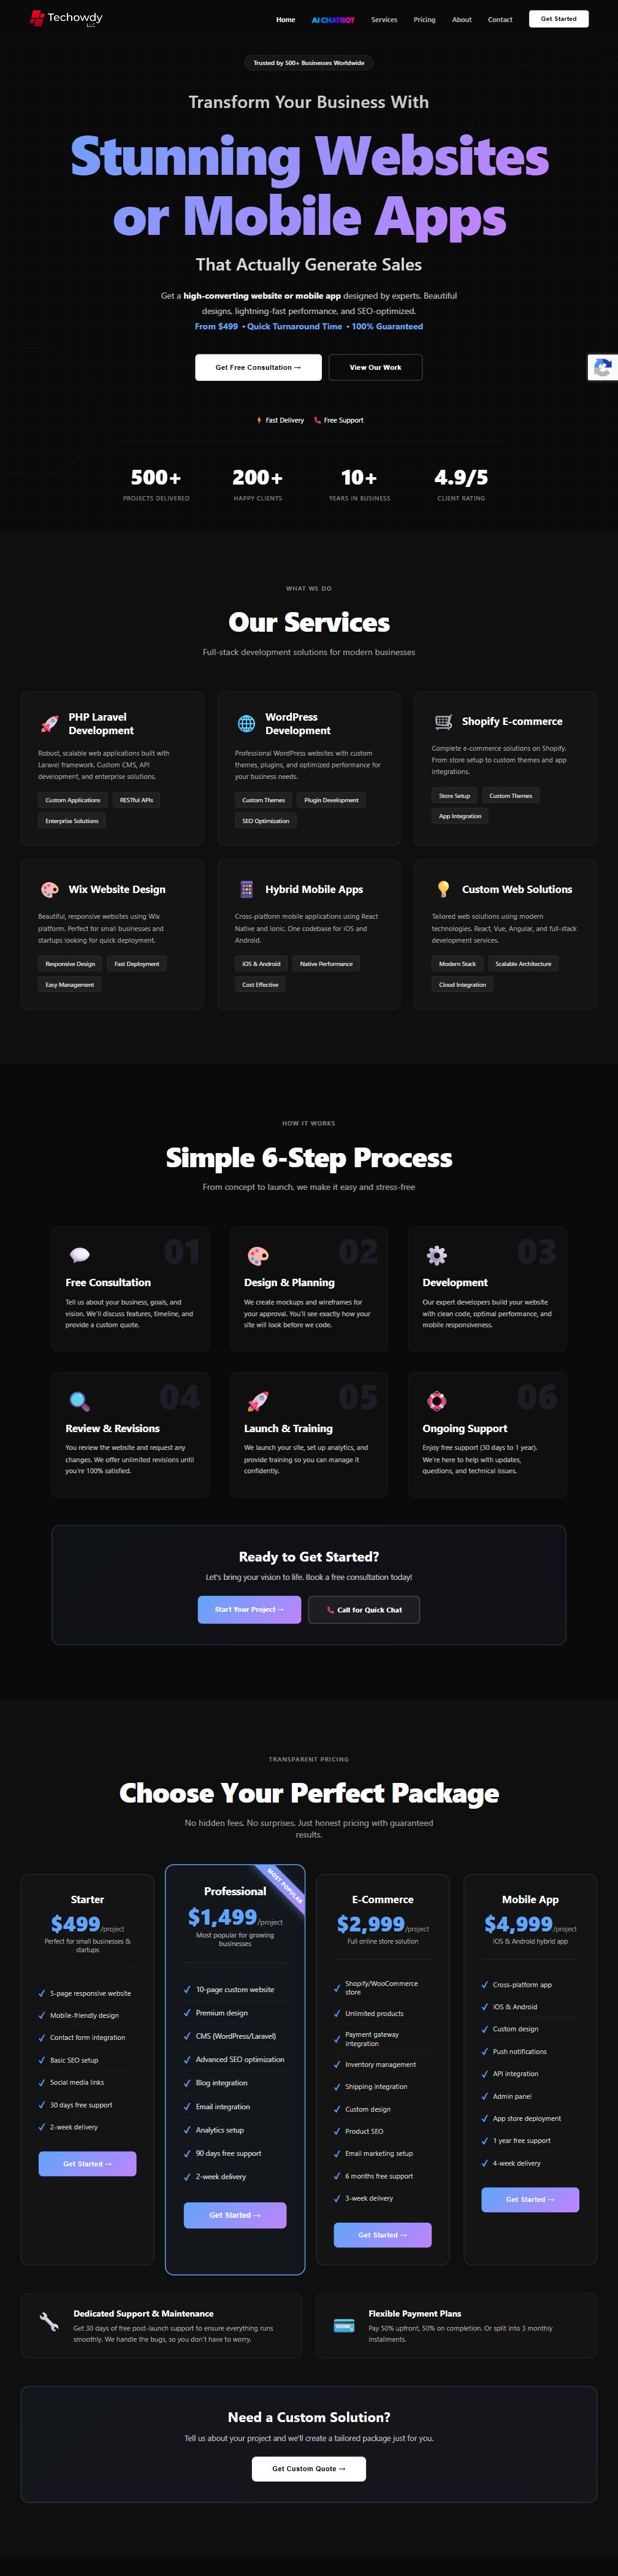 Techowdy
LLC
Home
AI CHATBOT
Services
Pricing
About
Contact
Get Started
Trusted by 500+ Businesses Worldwide
Transform Your Business With
Stunning Websites
or Mobile Apps
That Actually Generate Sales
Get a high-converting website or mobile app designed by experts. Beautiful
designs, lightning-fast performance, and SEO-optimized.
From $499 • Quick Turnaround Time • 100% Guaranteed
Get Free Consultation →
View Our Work
Fast Delivery
Free Support
500+
PROJECTS DELIVERED
200+
HAPPY CLIENTS
10+
YEARS IN BUSINESS
4.9/5
CLIENT RATING
WHAT WE DO
Our Services
Full-stack development solutions for modern businesses
PHP Laravel
Development
Robust, scalable web applications built with
Laravel framework. Custom CMS, API
development, and enterprise solutions.
Custom Applications
RESTful APIs
Enterprise Solutions
WordPress
Development
Professional WordPress websites with custom
themes, plugins, and optimized performance for
your business needs.
Custom Themes
Plugin Development
SEO Optimization
Shopify E-commerce
Complete e-commerce solutions on Shopify.
From store setup to custom themes and app
integrations.
Store Setup
Custom Themes
App Integration
Wix Website Design
Beautiful, responsive websites using Wix
platform. Perfect for small businesses and
startups looking for quick deployment.
Responsive Design
Fast Deployment
Easy Management
Hybrid Mobile Apps
Cross-platform mobile applications using React
Native and Ionic. One codebase for iOS and
Android.
iOS & Android
Native Performance
Cost Effective
Custom Web Solutions
Tailored web solutions using modern
technologies. React, Vue, Angular, and full-stack
development services.
Modern Stack
Scalable Architecture
Cloud Integration
HOW IT WORKS
Simple 6-Step Process
From concept to launch, we make it easy and stress-free
01
Free Consultation
Tell us about your business, goals, and
vision. We'll discuss features, timeline, and
provide a custom quote.
02
Design & Planning
We create mockups and wireframes for
your approval. You'll see exactly how your
site will look before we code.
03
Development
Our expert developers build your website
with clean code, optimal performance, and
mobile responsiveness.
04
Review & Revisions
You review the website and request any
changes. We offer unlimited revisions until
you're 100% satisfied.
05
Launch & Training
We launch your site, set up analytics, and
provide training so you can manage it
confidently.
06
Ongoing Support
Enjoy free support (30 days to 1 year).
We're here to help with updates,
questions, and technical issues.
Ready to Get Started?
Let's bring your vision to life. Book a free consultation today!
Start Your Project →
Call for Quick Chat
TRANSPARENT PRICING
Choose Your Perfect Package
No hidden fees. No surprises. Just honest pricing with guaranteed
results.
Starter
$499/project
Perfect for small businesses &
startups
5-page responsive website
Mobile-friendly design
Contact form integration
Basic SEO setup
Social media links
30 days free support
2-week delivery
Get Started →
MOST POPULAR
Professional
$1,499/project
Most popular for growing
businesses
10-page custom website
Premium design
CMS (WordPress/Laravel)
Advanced SEO optimization
Blog integration
Email integration
Analytics setup
90 days free support
2-week delivery
Get Started →
E-Commerce
$2,999/project
Full online store solution
Shopify/WooCommerce
store
Unlimited products
Payment gateway
integration
Inventory management
Shipping integration
Custom design
Product SEO
Email marketing setup
6 months free support
3-week delivery
Get Started →
Mobile App
$4,999/project
iOS & Android hybrid app
Cross-platform app
iOS & Android
Custom design
Push notifications
API integration
Admin panel
App store deployment
1 year free support
4-week delivery
Get Started →
Dedicated Support & Maintenance
Get 30 days of free post-launch support to ensure everything runs
smoothly. We handle the bugs, so you don't have to worry.
Flexible Payment Plans
Pay 50% upfront, 50% on completion. Or split into 3 monthly
installments.
Need a Custom Solution?
Tell us about your project and we'll create a tailored package just for you.
Get Custom Quote →